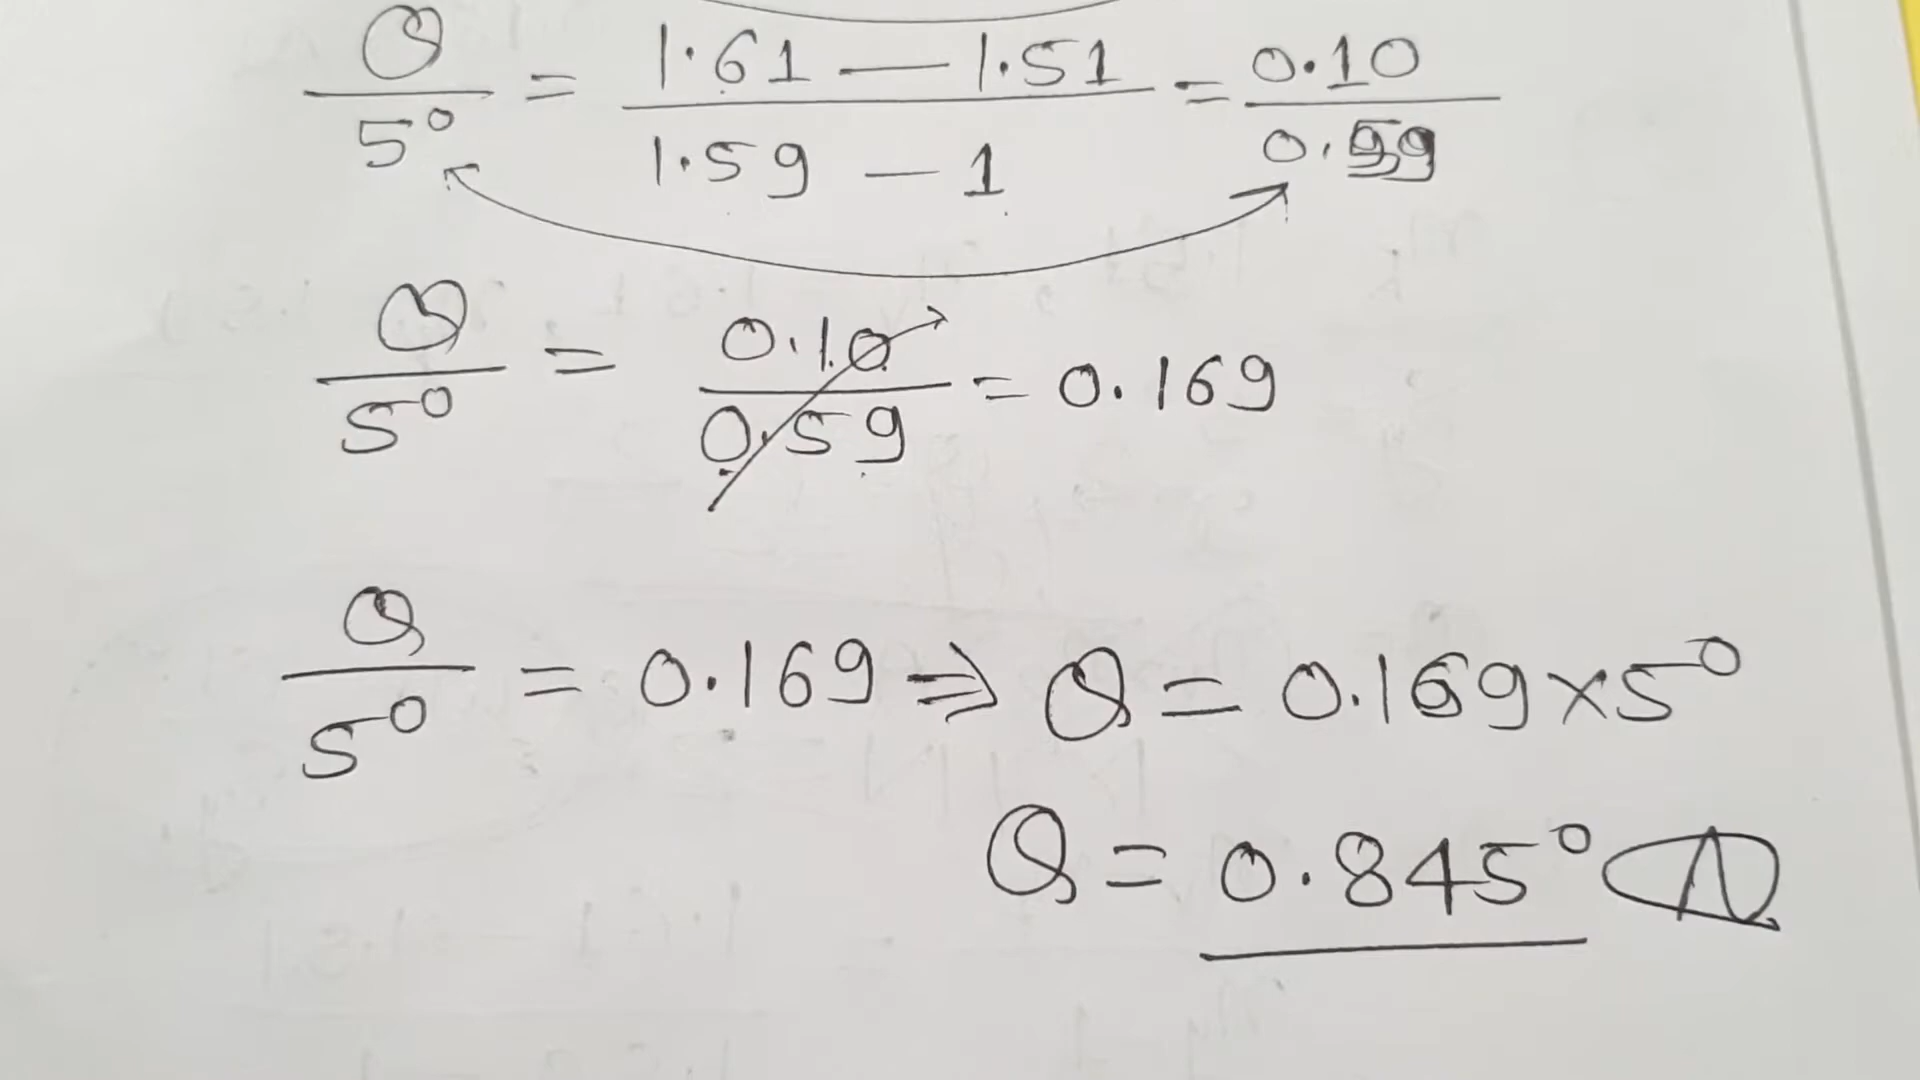 θ/5° = (1.61 — 1.51)/(1.59 — 1) = 0.10/0.59
θ/5° = 0.10/0.59 = 0.169
θ/5° = 0.169 ⇒ θ = 0.169×5°
θ = 0.845°